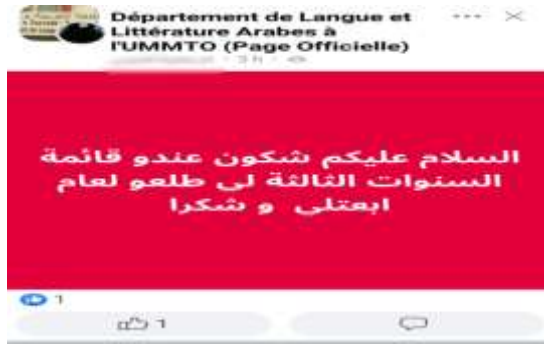 Département de Langue et
Littérature Arabes à
l'UMMTO (Page Officielle)
3 h
السلام عليكم شكون عندو قائمة
السنوات الثالثة لي طلعو لعام
ابعتلي و شكرا
1
1